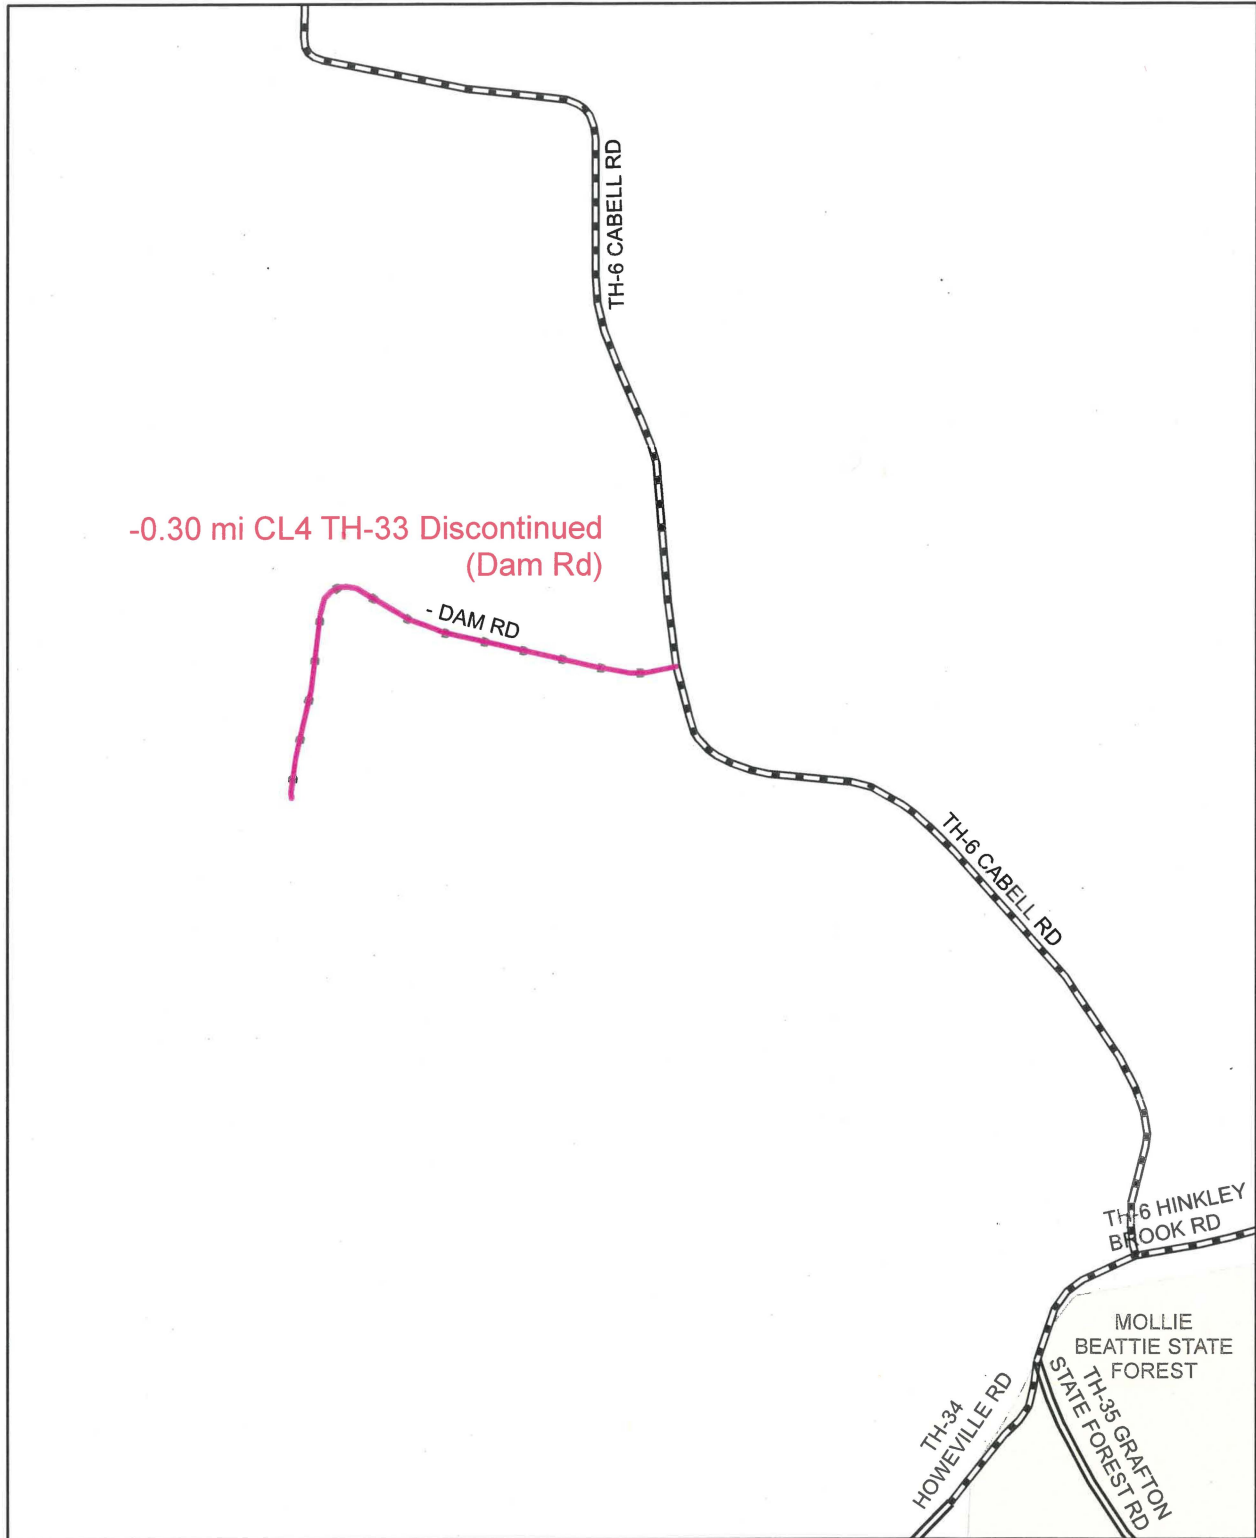 TH-6 CABELL RD
-0.30 mi CL4 TH-33 Discontinued
(Dam Rd)
- DAM RD
TH-6 CABELL RD
TH-6 HINKLEY
BROOK RD
MOLLIE
BEATTIE STATE
FOREST
TH-34
HOWEVILLE RD
TH-35 GRAFTON
STATE FOREST RD